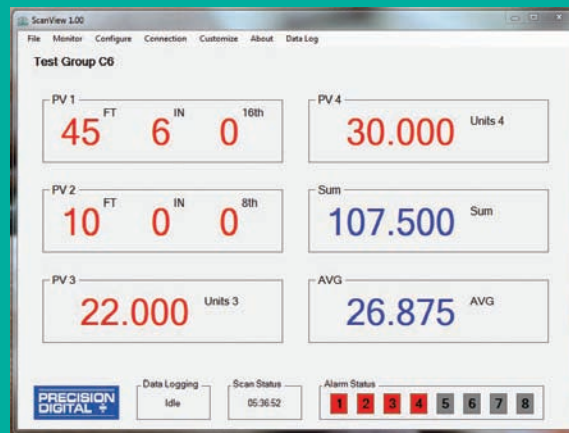 ScanView 1.00
File Monitor Configure Connection Customize About Data Log
Test Group C6
PV 1
45 FT 6 IN 0 16th
PV 4
30.000 Units 4
PV 2
10 FT 0 IN 0 8th
Sum
107.500 Sum
PV 3
22.000 Units 3
AVG
26.875 AVG
PRECISION
DIGITAL
Data Logging
Idle
Scan Status
05:36:52
Alarm Status
1 2 3 4 5 6 7 8